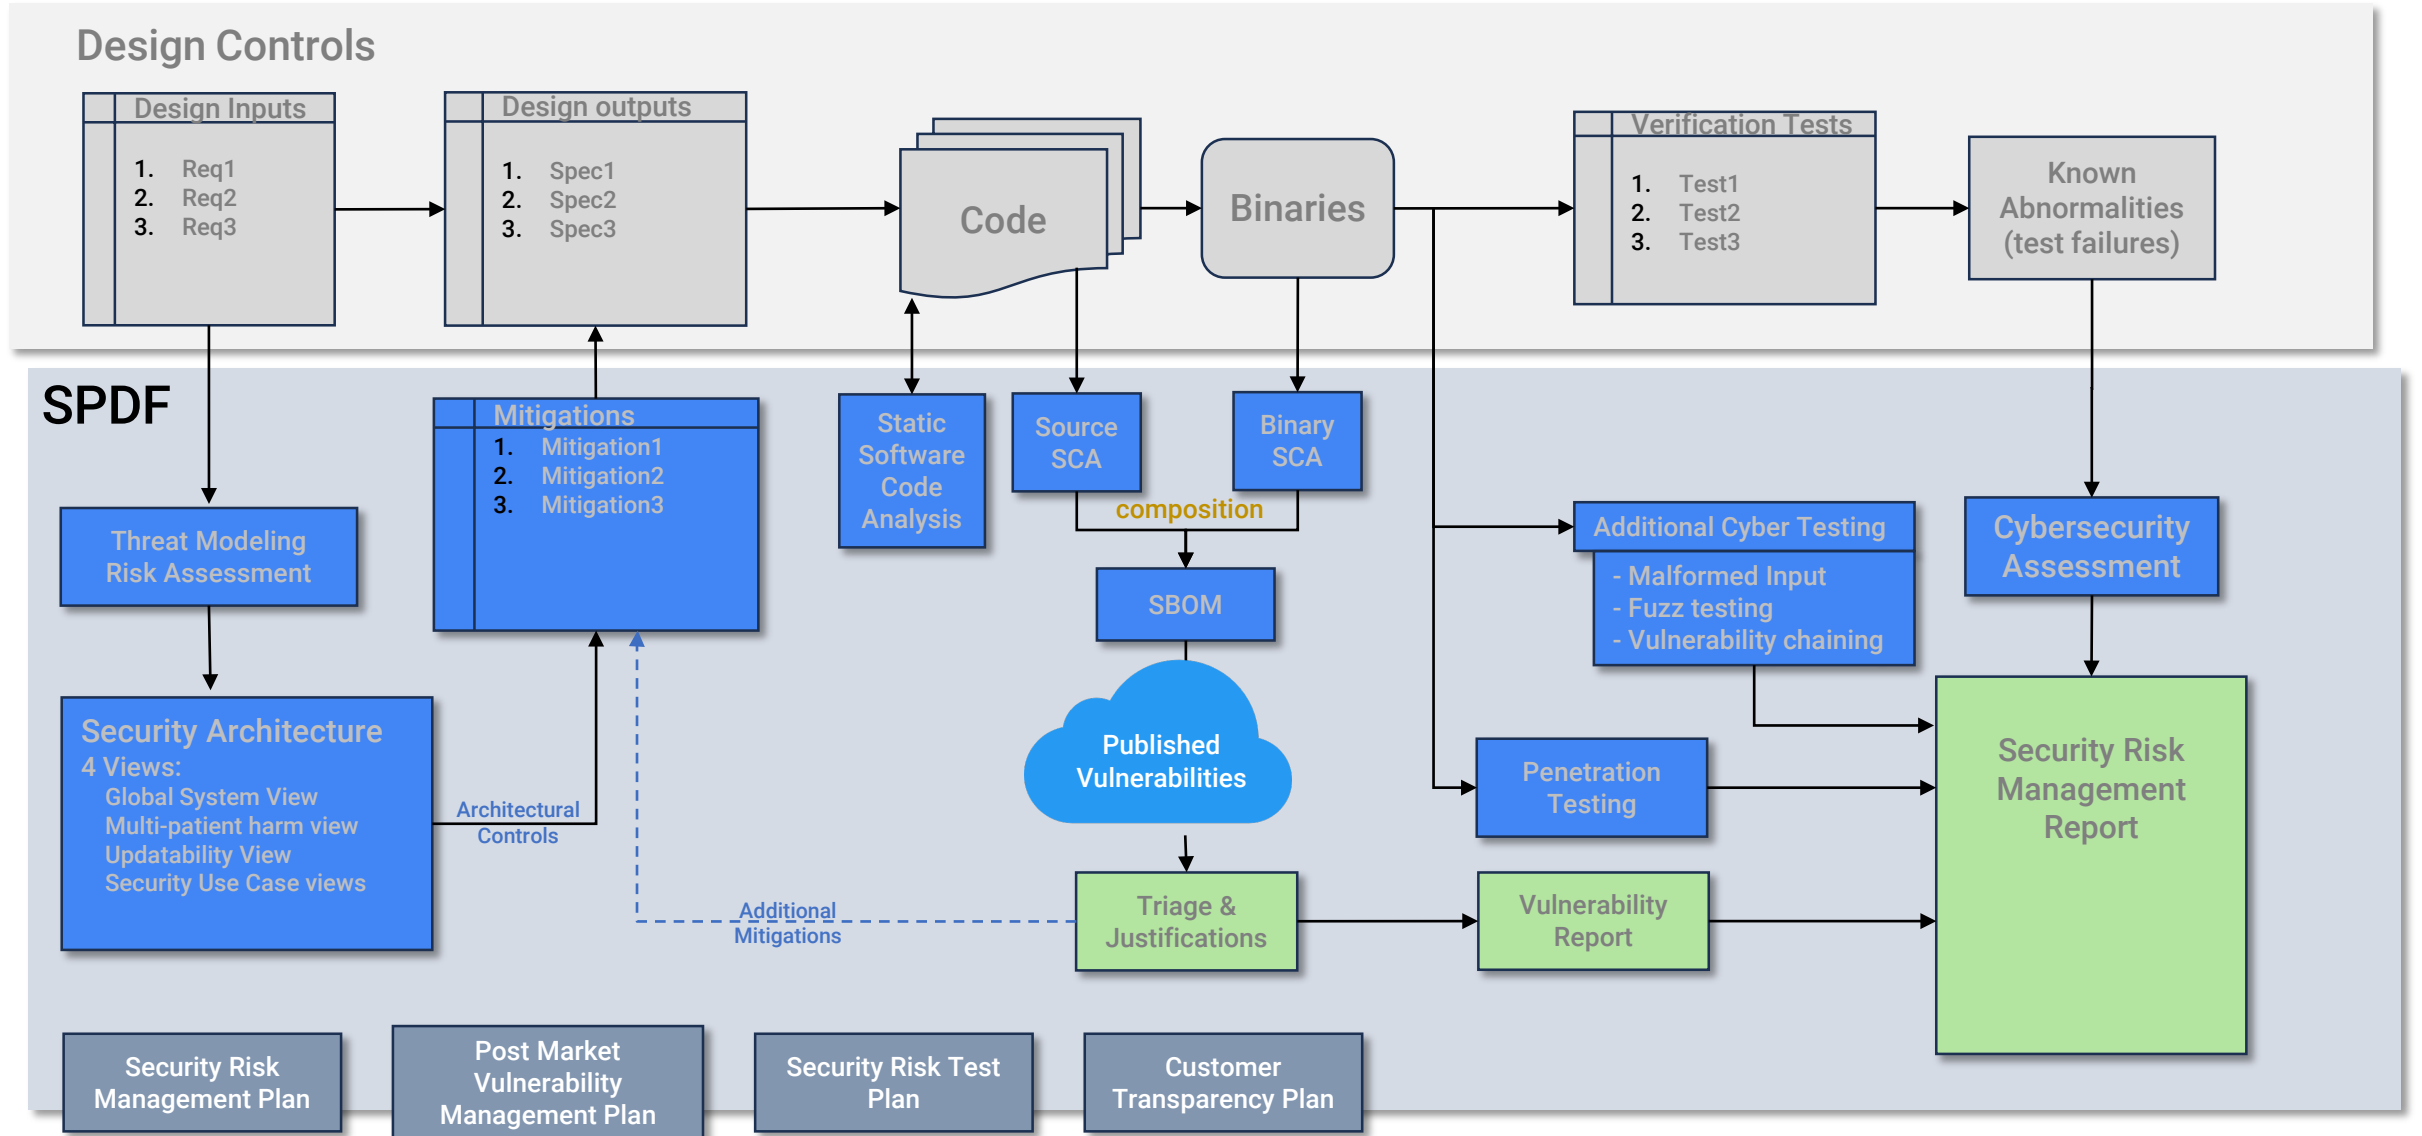 Design Controls
Design Inputs
1. Req1
2. Req2
3. Req3
Design outputs
1. Spec1
2. Spec2
3. Spec3
Code
Binaries
Verification Tests
1. Test1
2. Test2
3. Test3
Known
Abnormalities
(test failures)
SPDF
Mitigations
1. Mitigation1
2. Mitigation2
3. Mitigation3
Static
Software
Code
Analysis
Source
SCA
Binary
SCA
composition
Threat Modeling
Risk Assessment
SBOM
Additional Cyber Testing
- Malformed Input
- Fuzz testing
- Vulnerability chaining
Cybersecurity
Assessment
Security Architecture
4 Views:
Global System View
Multi-patient harm view
Updatability View
Security Use Case views
Architectural
Controls
Published
Vulnerabilities
Penetration
Testing
Security Risk
Management
Report
Additional
Mitigations
Triage &
Justifications
Vulnerability
Report
Security Risk
Management Plan
Post Market
Vulnerability
Management Plan
Security Risk Test
Plan
Customer
Transparency Plan